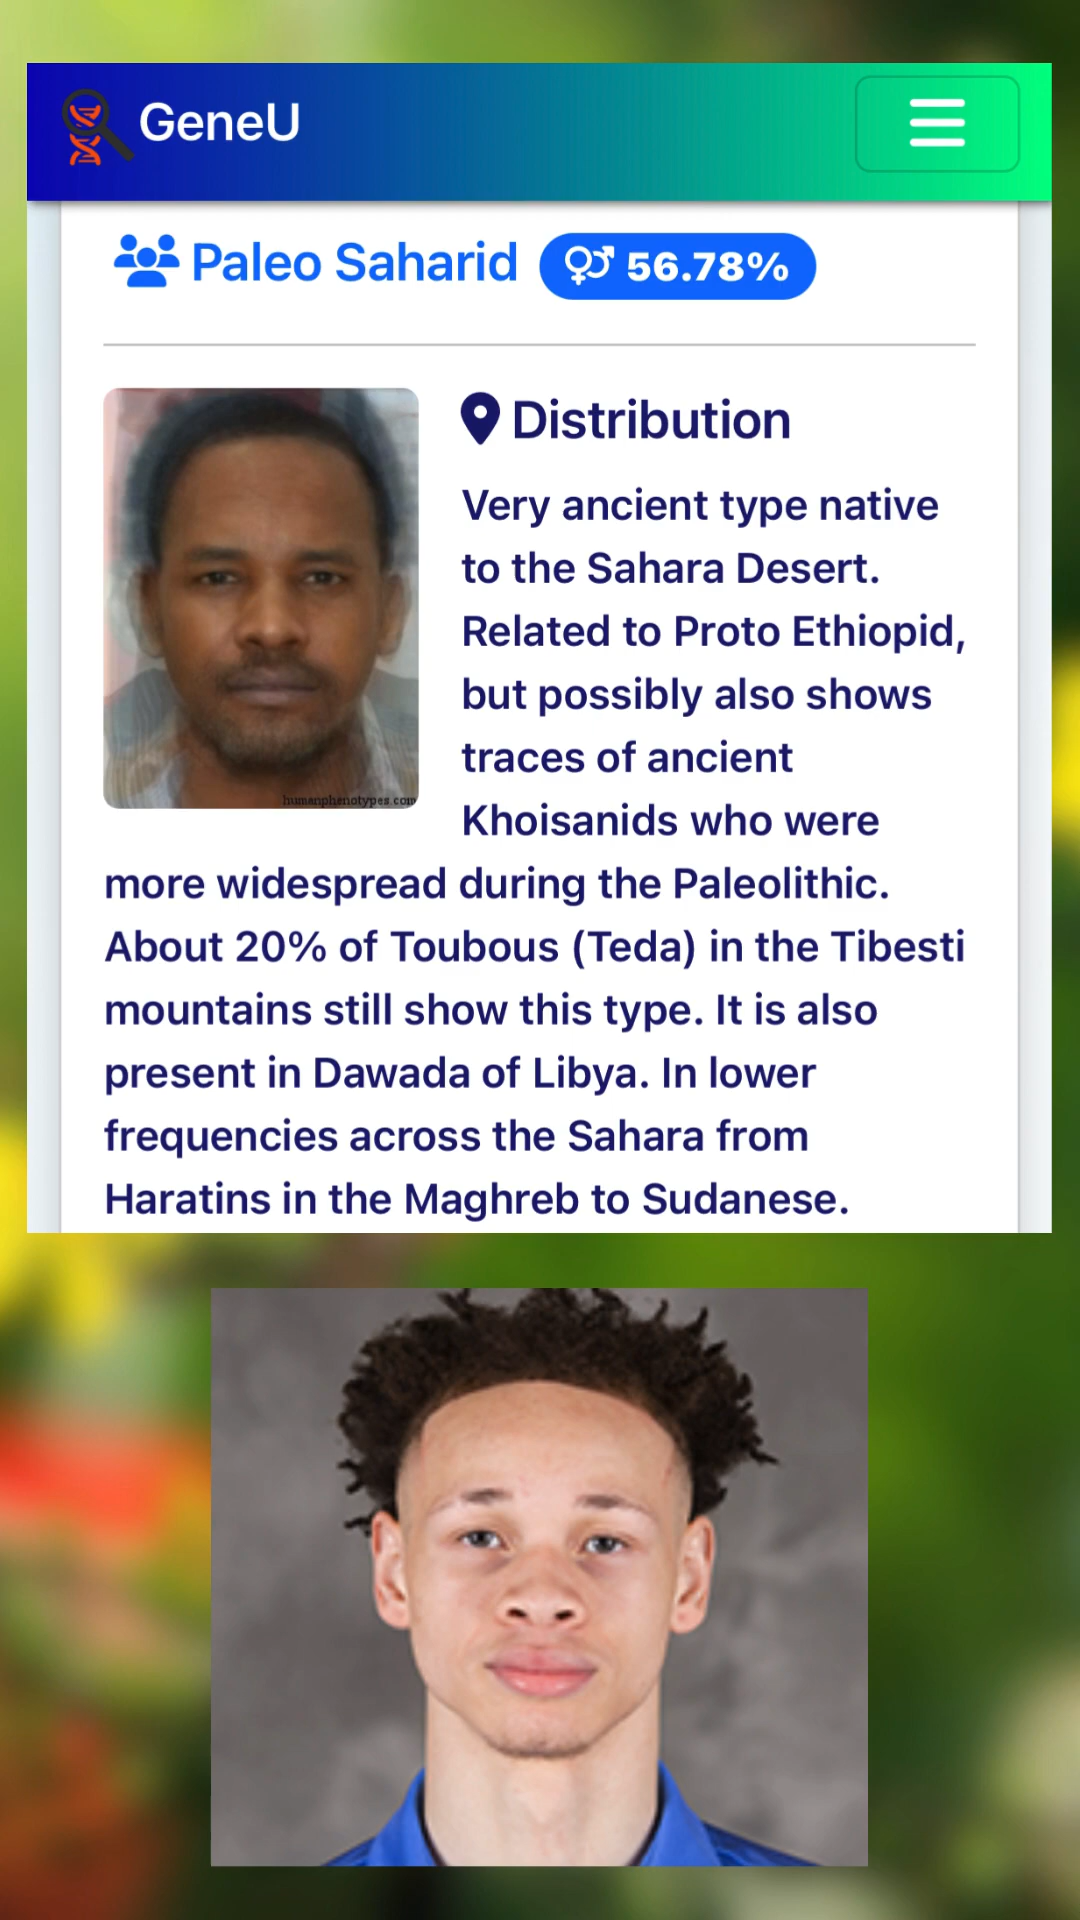 GeneU
Paleo Saharid 56.78%
Distribution
Very ancient type native
to the Sahara Desert.
Related to Proto Ethiopid,
but possibly also shows
traces of ancient
humanphenotypes.com
Khoisanids who were
more widespread during the Paleolithic.
About 20% of Toubous (Teda) in the Tibesti
mountains still show this type. It is also
present in Dawada of Libya. In lower
frequencies across the Sahara from
Haratins in the Maghreb to Sudanese.